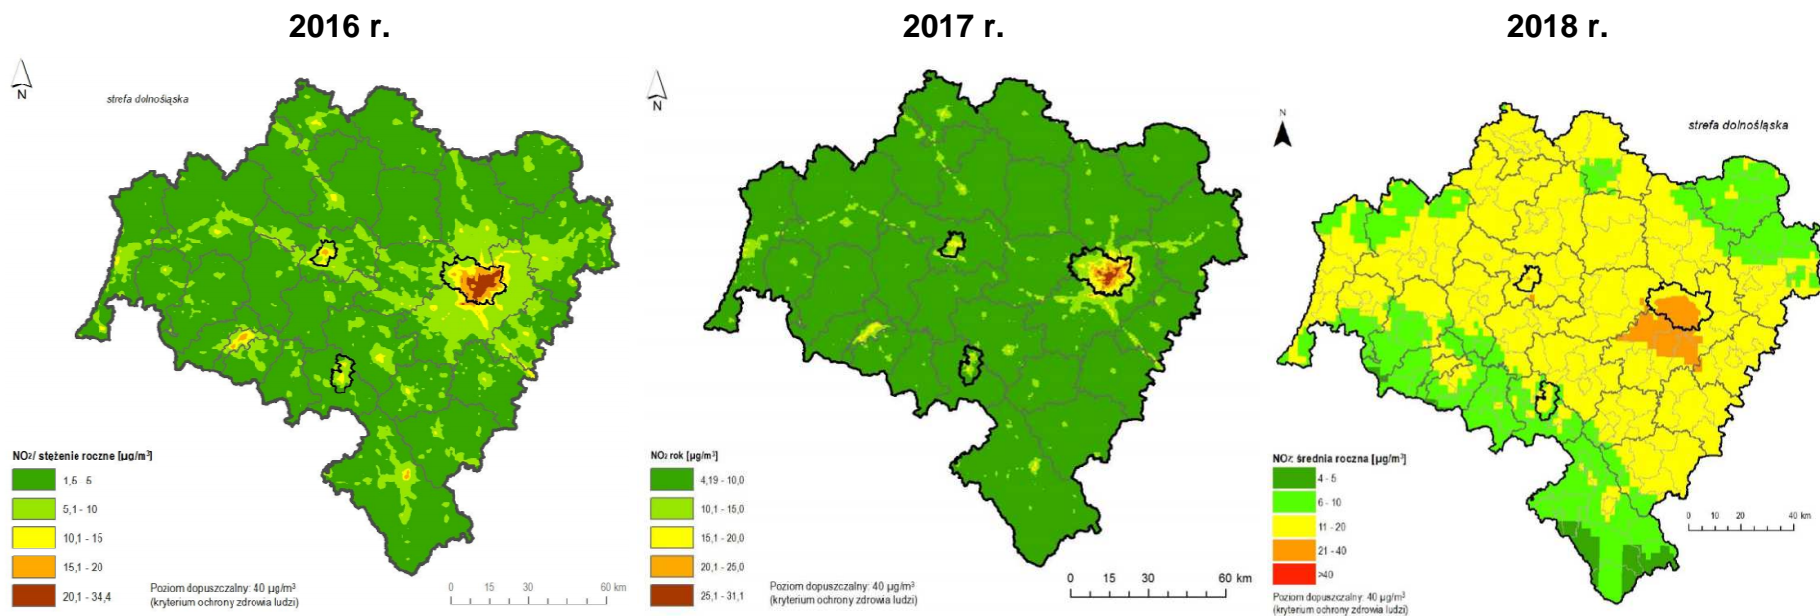 2016 r.
N
strefa dolnośląska
NO2/ stężenie roczne [µg/m³]
1,5 - 5
5,1 - 10
10,1 - 15
15,1 - 20
20,1 - 34,4
Poziom dopuszczalny: 40 µg/m³
(kryterium ochrony zdrowia ludzi)
0 15 30 60 km
2017 r.
N
NO2 rok [µg/m³]
4,19 - 10,0
10,1 - 15,0
15,1 - 20,0
20,1 - 25,0
25,1 - 31,1
Poziom dopuszczalny: 40 µg/m³
(kryterium ochrony zdrowia ludzi)
0 15 30 60 km
2018 r.
N
strefa dolnośląska
NO2: średnia roczna [µg/m³]
4 - 5
6 - 10
11 - 20
21 - 40
>40
Poziom dopuszczalny: 40 µg/m³
(kryterium ochrony zdrowia ludzi)
0 10 20 40 km